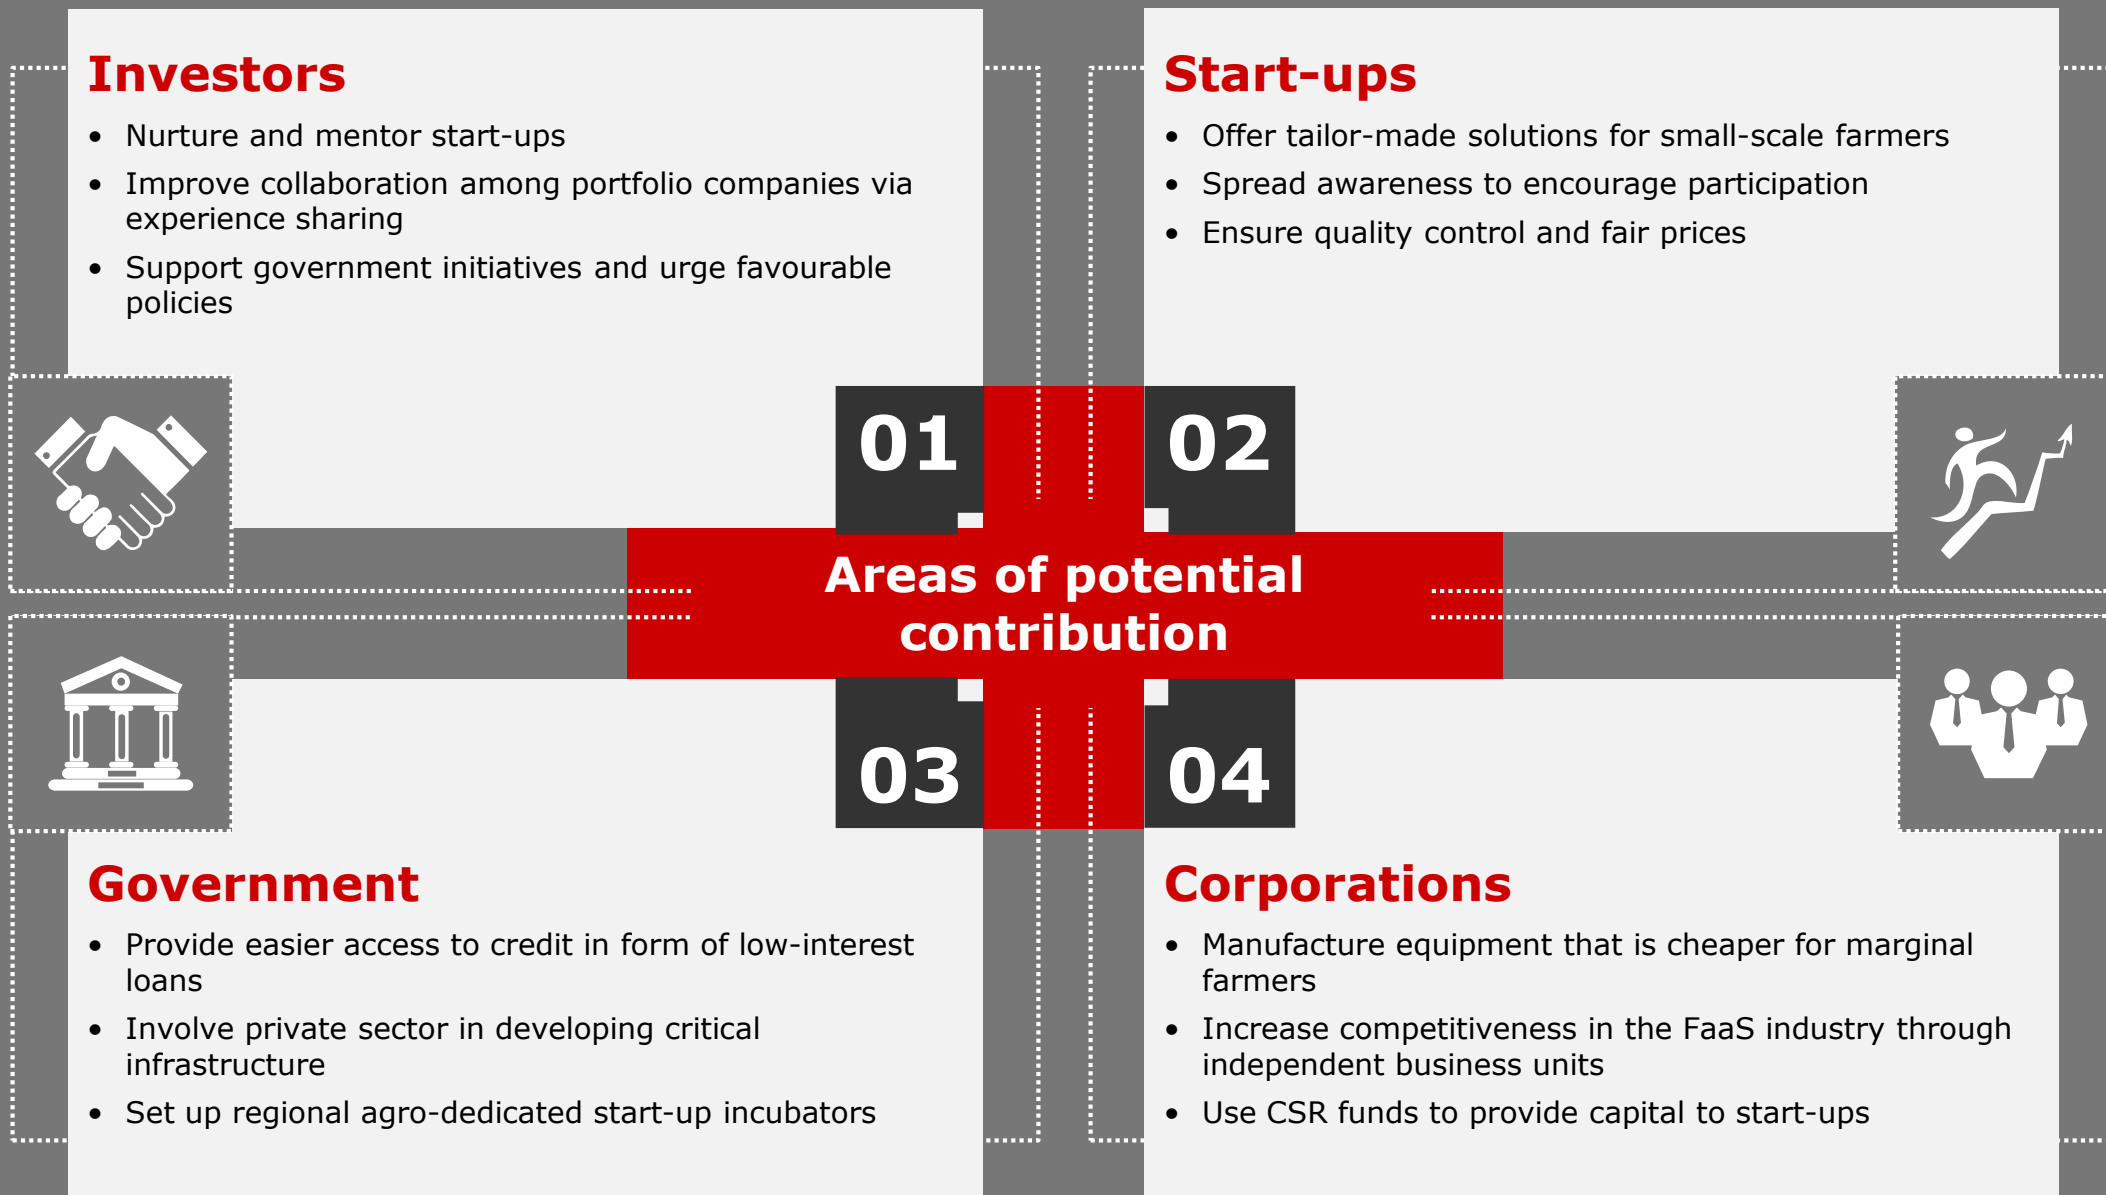 Investors
• Nurture and mentor start-ups
• Improve collaboration among portfolio companies via
experience sharing
• Support government initiatives and urge favourable
policies
Start-ups
• Offer tailor-made solutions for small-scale farmers
• Spread awareness to encourage participation
• Ensure quality control and fair prices
01
02
Areas of potential
contribution
03
04
Government
• Provide easier access to credit in form of low-interest
loans
• Involve private sector in developing critical
infrastructure
• Set up regional agro-dedicated start-up incubators
Corporations
• Manufacture equipment that is cheaper for marginal
farmers
• Increase competitiveness in the FaaS industry through
independent business units
• Use CSR funds to provide capital to start-ups